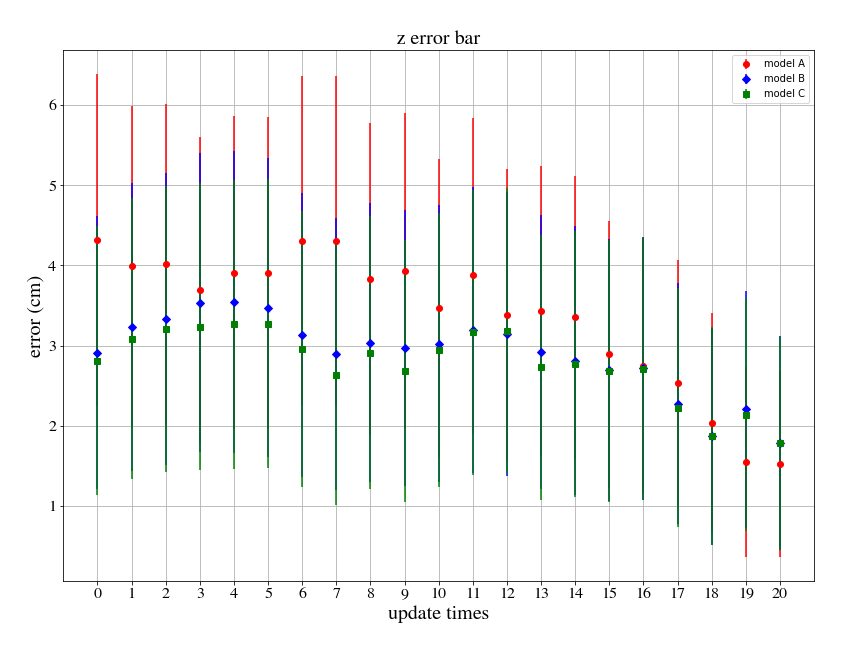 z error bar
model A
model B
model C
error (cm)
6
5
4
3
2
1
0 1 2 3 4 5 6 7 8 9 10 11 12 13 14 15 16 17 18 19 20
update times